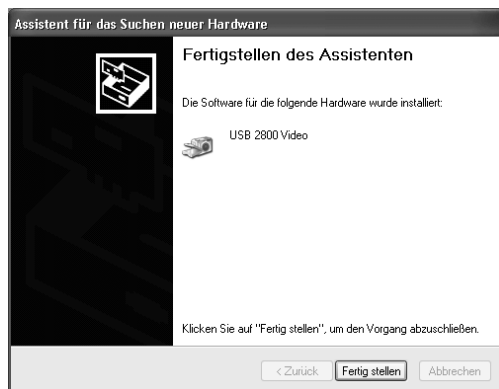 Assistent für das Suchen neuer Hardware
Fertigstellen des Assistenten
Die Software für die folgende Hardware wurde installiert:
USB 2800 Video
Klicken Sie auf "Fertig stellen", um den Vorgang abzuschließen.
< Zurück Fertig stellen Abbrechen